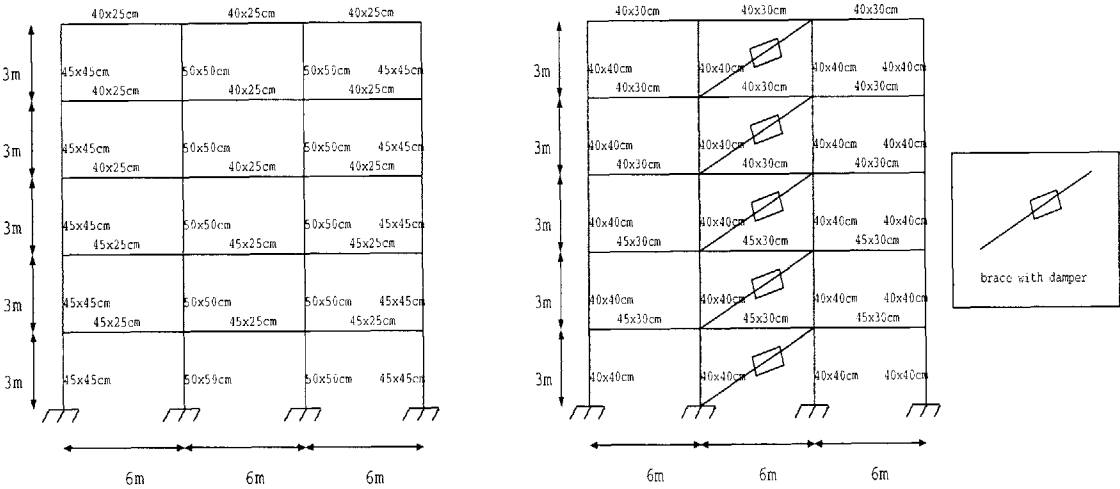 40x25cm 40x25cm 40x25cm
3m 45x45cm 50x50cm 50x50cm 45x45cm
40x25cm 40x25cm 40x25cm
3m 45x45cm 50x50cm 50x50cm 45x45cm
40x25cm 40x25cm 40x25cm
3m 45x45cm 50x50cm 50x50cm 45x45cm
45x25cm 45x25cm 45x25cm
3m 45x45cm 50x50cm 50x50cm 45x45cm
45x25cm 45x25cm 45x25cm
3m 45x45cm 50x59cm 50x50cm 45x45cm
6m 6m 6m
40x30cm 40x30cm 40x30cm
3m 40x40cm 40x40cm 40x40cm 40x40cm
40x30cm 40x30cm 40x30cm
3m 40x40cm 40x40cm 40x40cm 40x40cm
40x30cm 40x30cm 40x30cm
3m 40x40cm 40x40cm 40x40cm 40x40cm
45x30cm 45x30cm 45x30cm
3m 40x40cm 40x40cm 40x40cm 40x40cm
45x30cm 45x30cm 45x30cm
3m 40x40cm 40x40cm 40x40cm 40x40cm
6m 6m 6m
brace with damper